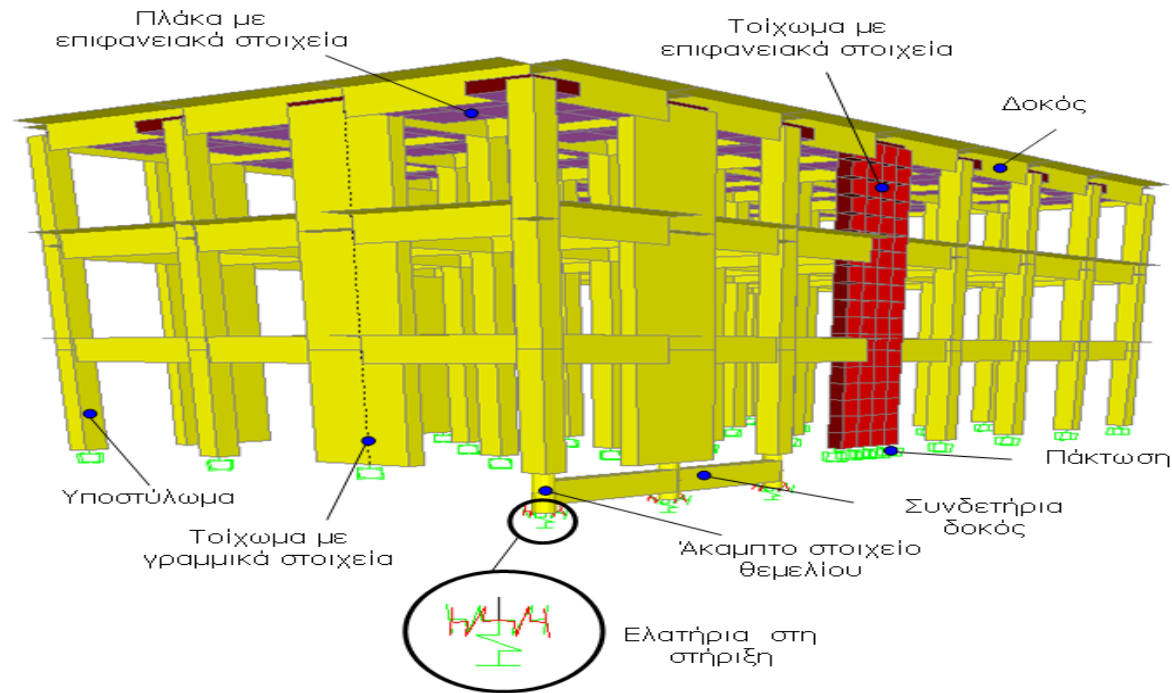 Πλάκα με
επιφανειακά στοιχεία
Τοίχωμα με
επιφανειακά στοιχεία
Δοκός
Υποστύλωμα
Τοίχωμα με
γραμμικά στοιχεία
Πάκτωση
Συνδετήρια
δοκός
Άκαμπτο στοιχείο
θεμελίου
Ελατήρια στη
στήριξη